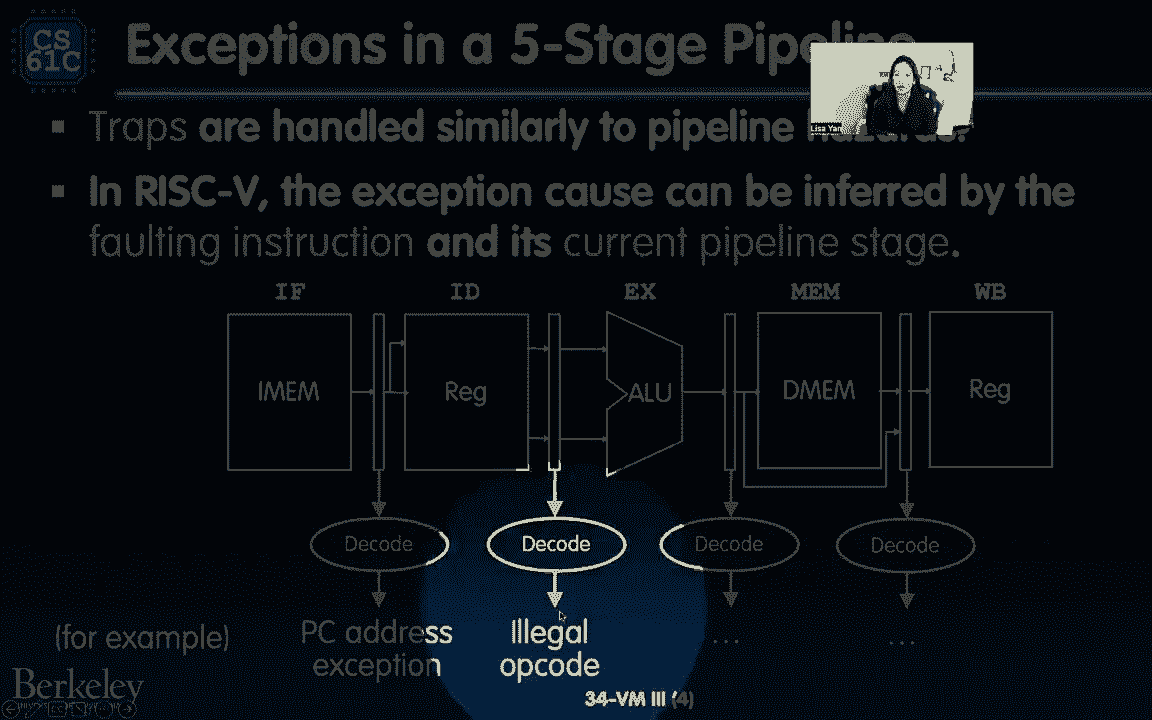 CS
61C
Exceptions in a 5-Stage Pipeline
Lisa Yan
▪ Traps are handled similarly to pipeline hazards.
▪ In RISC-V, the exception cause can be inferred by the
faulting instruction and its current pipeline stage.
IF ID EX MEM WB
IMEM Reg ALU DMEM Reg
Decode Decode Decode Decode
(for example) PC address Illegal ... ...
exception opcode
Berkeley
34-VM III (4)